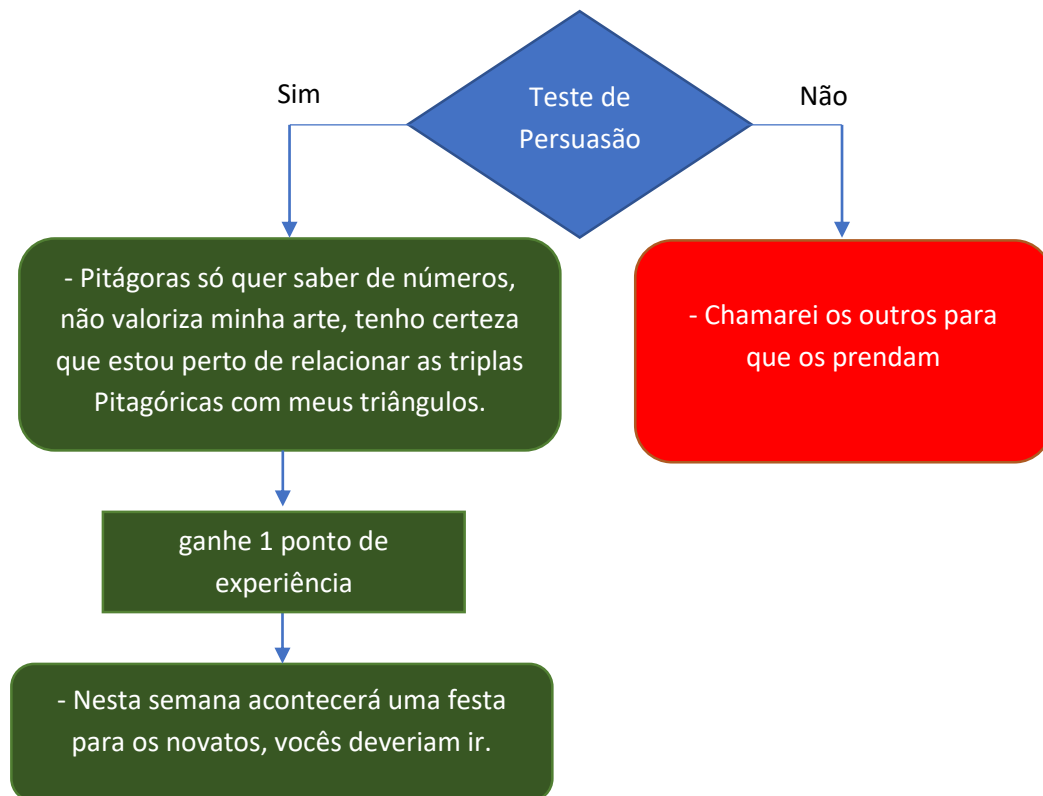 Sim
Teste de
Persuasão
Não
- Pitágoras só quer saber de números,
não valoriza minha arte, tenho certeza
que estou perto de relacionar as triplas
Pitagóricas com meus triângulos.
- Chamarei os outros para
que os prendam
ganhe 1 ponto de
experiência
- Nesta semana acontecerá uma festa
para os novatos, vocês deveriam ir.